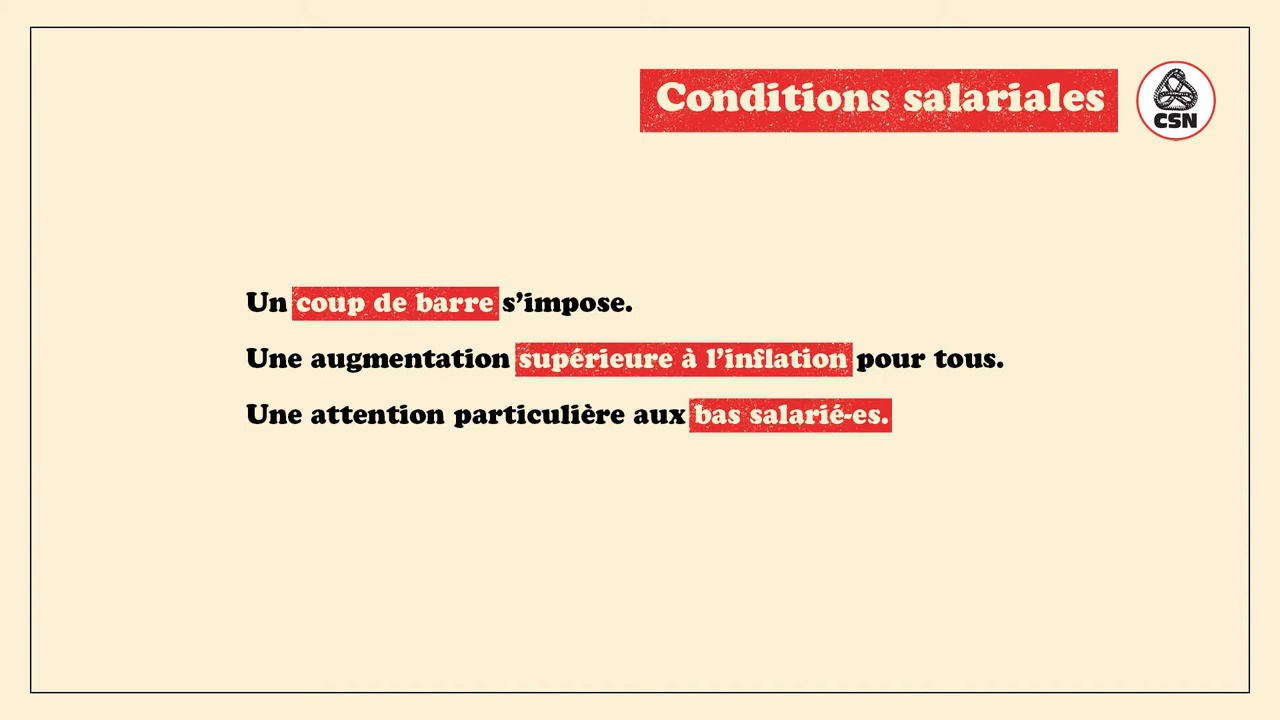 Conditions salariales
CSN
Un coup de barre s’impose.
Une augmentation supérieure à l’inflation pour tous.
Une attention particulière aux bas salarié-es.